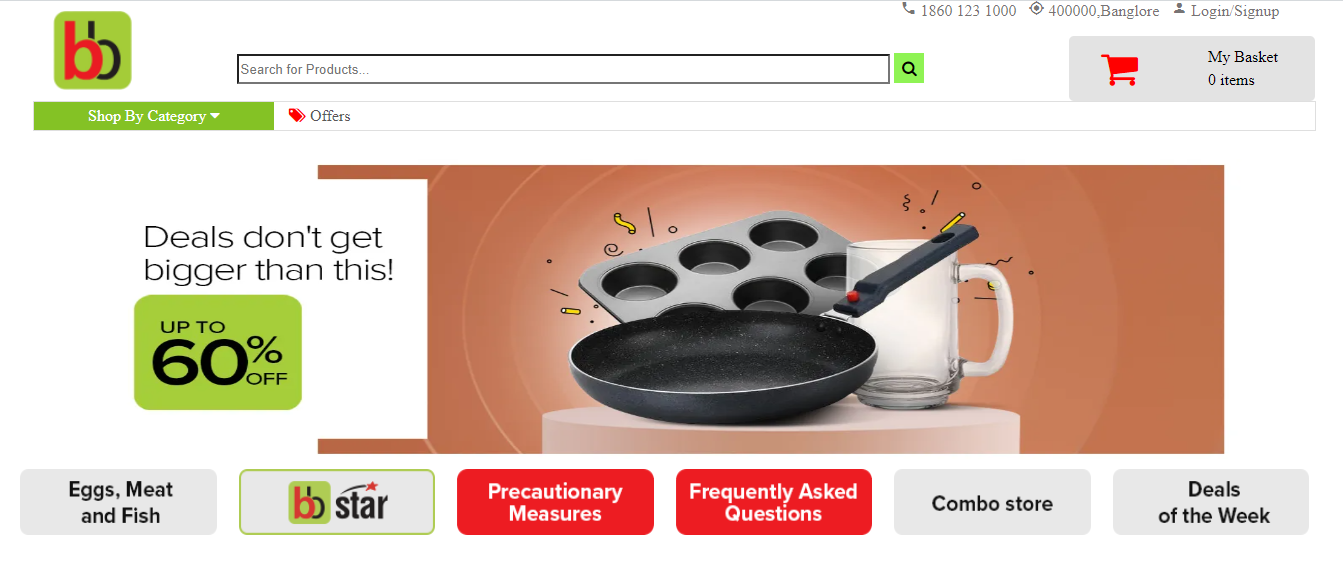 1860 123 1000 400000,Banglore Login/Signup
bb
Search for Products...
My Basket
0 items
Shop By Category Offers
Deals don't get
bigger than this!
UP TO
60%
OFF
Eggs, Meat
and Fish
bb star
Precautionary
Measures
Frequently Asked
Questions
Combo store
Deals
of the Week